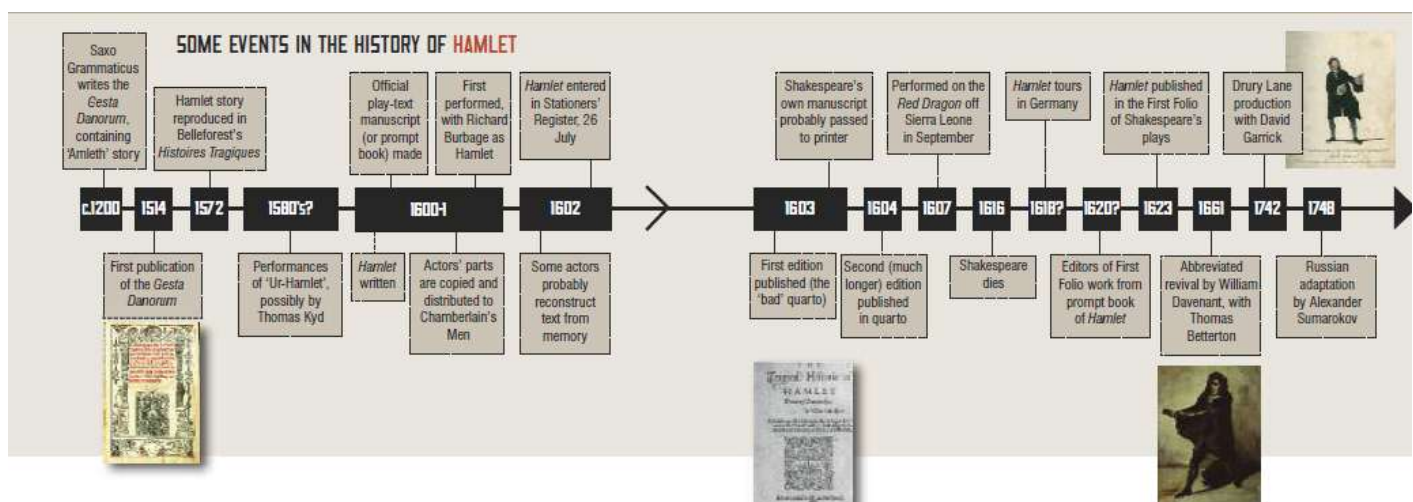 SOME EVENTS IN THE HISTORY OF HAMLET
Saxo
Grammaticus
writes the
Gesta
Danorum,
containing
'Amleth' story
Hamlet story
reproduced in
Belleforest's
Histoires Tragiques
Official
play-text
manuscript
(or prompt
book) made
First
performed,
with Richard
Burbage as
Hamlet
Hamlet entered
in Stationers'
Register, 26
July
Shakespeare's
own manuscript
probably passed
to printer
Performed on the
Red Dragon off
Sierra Leone
in September
Hamlet tours
in Germany
Hamlet published
in the First Folio
of Shakespeare's
plays
Drury Lane
production
with David
Garrick
c.1200
1514
1572
1580's?
1600-1
1602
1603
1604
1607
1616
1618?
1620?
1623
1661
1742
1748
First publication
of the Gesta
Danorum
Performances
of 'Ur-Hamlet',
possibly by
Thomas Kyd
Hamlet
written
Actors' parts
are copied and
distributed to
Chamberlain's
Men
Some actors
probably
reconstruct
text from
memory
First edition
published (the
'bad' quarto)
Second (much
longer) edition
published
in quarto
Shakespeare
dies
Editors of First
Folio work from
prompt book
of Hamlet
Abbreviated
revival by William
Davenant, with
Thomas
Betterton
Russian
adaptation
by Alexander
Sumarokov
THE
HAMLET